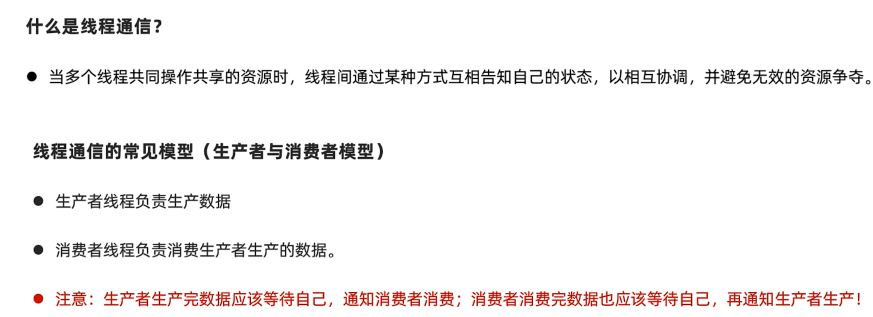 什么是线程通信？
● 当多个线程共同操作共享的资源时，线程间通过某种方式互相告知自己的状态，以相互协调，并避免无效的资源争夺。
线程通信的常见模型（生产者与消费者模型）
● 生产者线程负责生产数据
● 消费者线程负责消费生产者生产的数据。
● 注意：生产者生产完数据应该等待自己，通知消费者消费；消费者消费完数据也应该等待自己，再通知生产者生产！